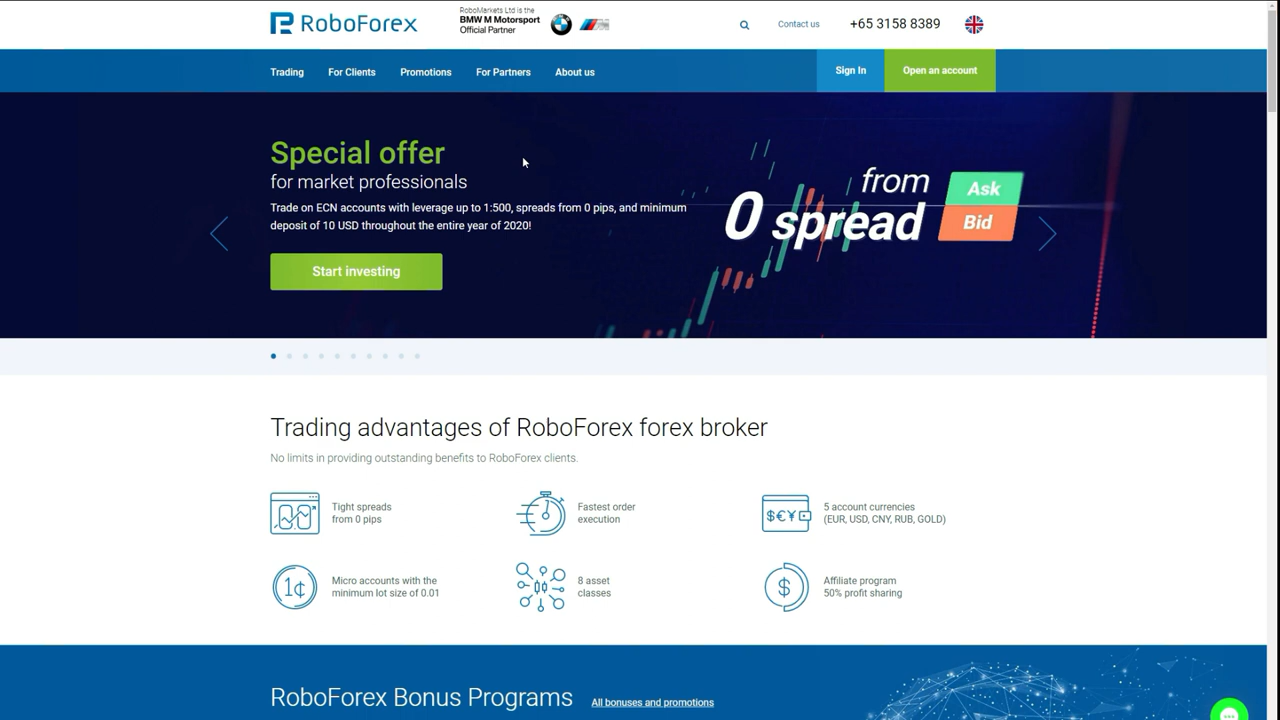 RoboForex
RoboMarkets Ltd is the
BMW M Motorsport
Official Partner
Contact us
+65 3158 8389
Trading
For Clients
Promotions
For Partners
About us
Sign In
Open an account
Special offer
for market professionals
Trade on ECN accounts with leverage up to 1:500, spreads from 0 pips, and minimum
deposit of 10 USD throughout the entire year of 2020!
Start investing
from
0 spread
Ask
Bid
Trading advantages of RoboForex forex broker
No limits in providing outstanding benefits to RoboForex clients.
Tight spreads
from 0 pips
Fastest order
execution
$€¥
5 account currencies
(EUR, USD, CNY, RUB, GOLD)
1¢
Micro accounts with the
minimum lot size of 0.01
8 asset
classes
$
Affiliate program
50% profit sharing
RoboForex Bonus Programs
All bonuses and promotions